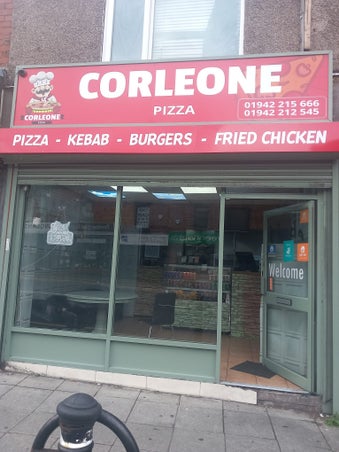 CORLEONE
PIZZA
CORLEONE
01942 215 666
01942 212 545
PIZZA - KEBAB - BURGERS - FRIED CHICKEN
Welcome